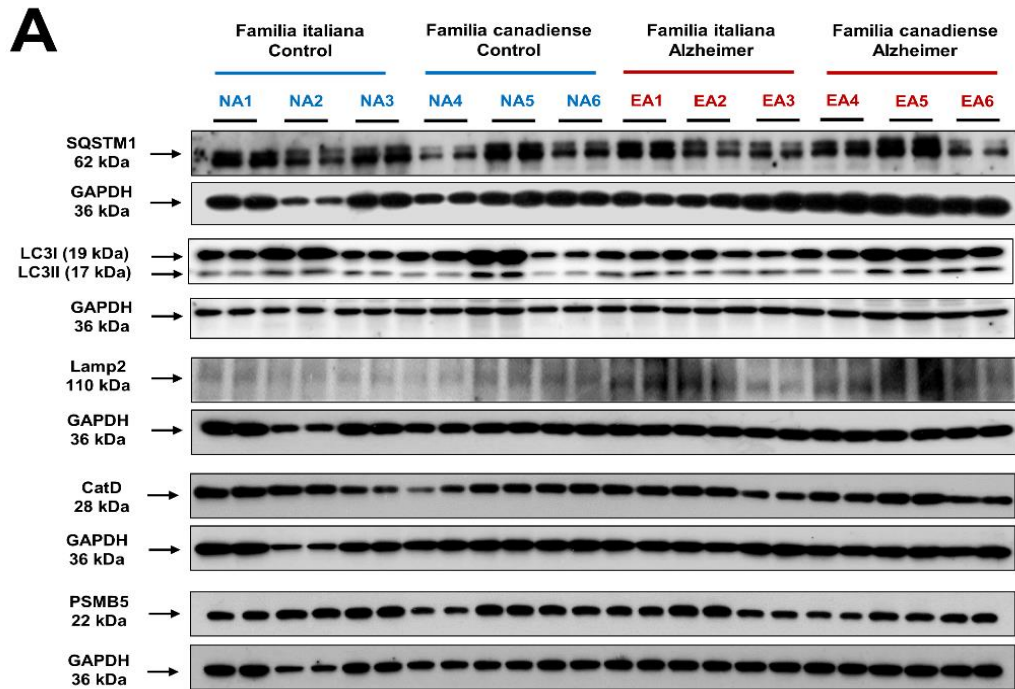 A
Familia italiana
Control
Familia canadiense
Control
Familia italiana
Alzheimer
Familia canadiense
Alzheimer
NA1 NA2 NA3 NA4 NA5 NA6 EA1 EA2 EA3 EA4 EA5 EA6
SQSTM1
62 kDa
GAPDH
36 kDa
LC3I (19 kDa)
LC3II (17 kDa)
GAPDH
36 kDa
Lamp2
110 kDa
GAPDH
36 kDa
CatD
28 kDa
GAPDH
36 kDa
PSMB5
22 kDa
GAPDH
36 kDa